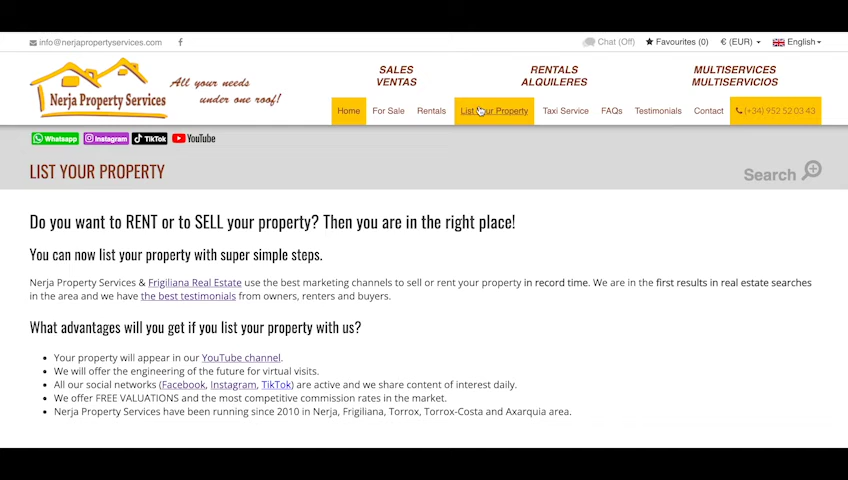 info@nerjapropertyservices.com
Chat (Off) Favourites (0) € (EUR) English
Nerja Property Services
All your needs
under one roof!
SALES
VENTAS
RENTALS
ALQUILERES
MULTISERVICES
MULTISERVICIOS
Home For Sale Rentals List Your Property Taxi Service FAQs Testimonials Contact (+34) 952 52 03 43
Whatsapp Instagram TikTok YouTube
LIST YOUR PROPERTY
Search
Do you want to RENT or to SELL your property? Then you are in the right place!
You can now list your property with super simple steps.
Nerja Property Services & Frigiliana Real Estate use the best marketing channels to sell or rent your property in record time. We are in the first results in real estate searches
in the area and we have the best testimonials from owners, renters and buyers.
What advantages will you get if you list your property with us?
• Your property will appear in our YouTube channel.
• We will offer the engineering of the future for virtual visits.
• All our social networks (Facebook, Instagram, TikTok) are active and we share content of interest daily.
• We offer FREE VALUATIONS and the most competitive commission rates in the market.
• Nerja Property Services have been running since 2010 in Nerja, Frigiliana, Torrox, Torrox-Costa and Axarquia area.